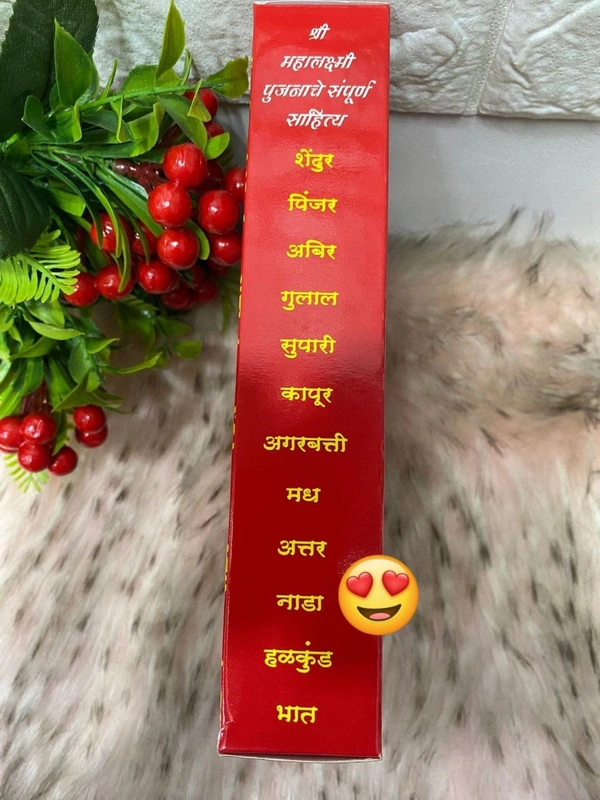 श्री
महालक्ष्मी
पुजनाचे संपूर्ण
साहित्य
शेंदुर
पिंजर
अबिर
गुलाल
सुपारी
कापूर
अगरबत्ती
मध
अत्तर
नाडा
हळकुंड
भात